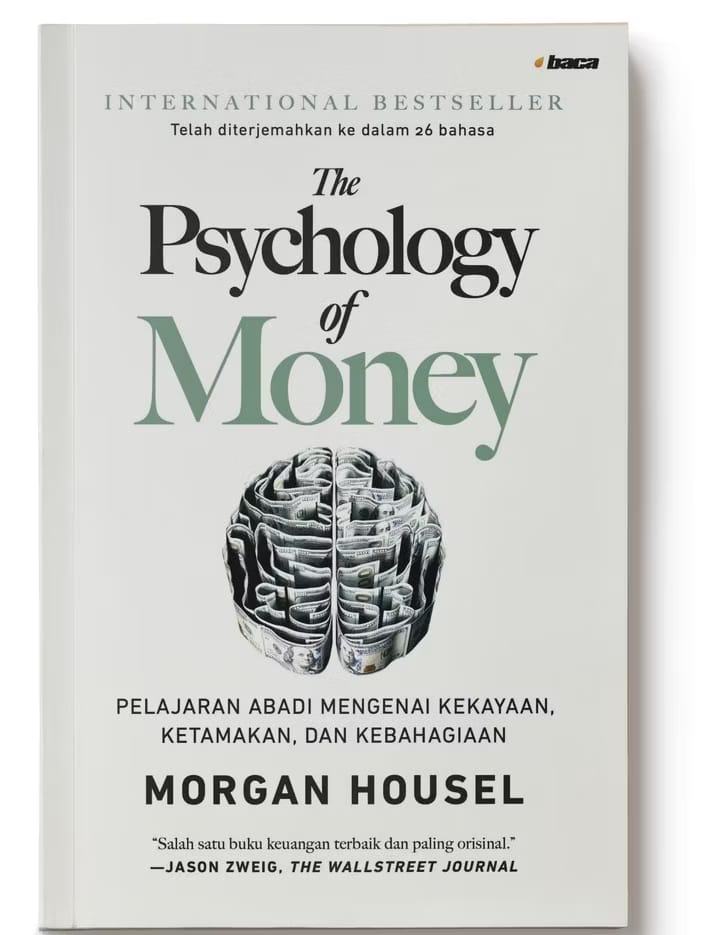 baca
INTERNATIONAL BESTSELLER
Telah diterjemahkan ke dalam 26 bahasa
The
Psychology
of
Money
PELAJARAN ABADI MENGENAI KEKAYAAN,
KETAMAKAN, DAN KEBAHAGIAAN
MORGAN HOUSEL
“Salah satu buku keuangan terbaik dan paling orisinal.”
—JASON ZWEIG, THE WALLSTREET JOURNAL